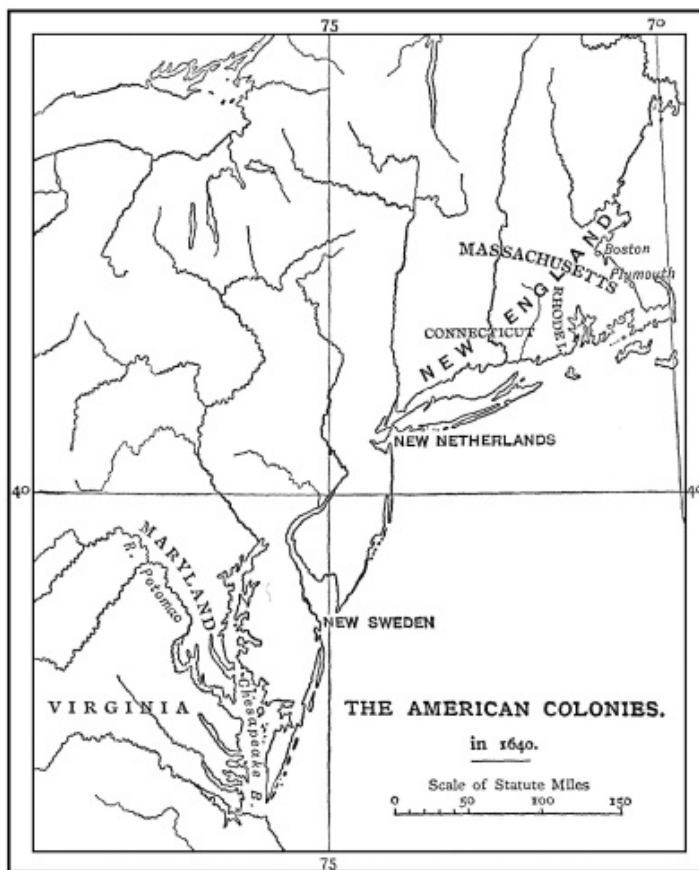 75
70
NEW ENGLAND
MASSACHUSETTS
Boston
Plymouth
RHODE I.
CONNECTICUT
NEW NETHERLANDS
40
40
MARYLAND
R. Potomac
NEW SWEDEN
VIRGINIA
Chesapeake B.
THE AMERICAN COLONIES.
in 1640.
Scale of Statute Miles
0 50 100 150
75